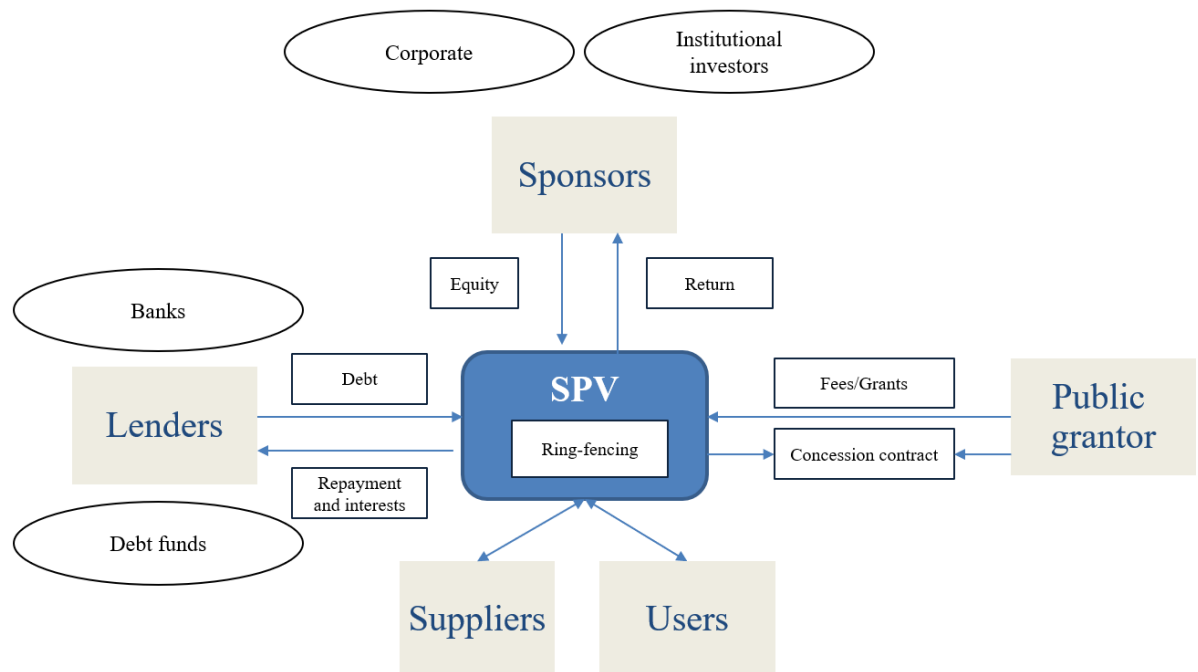 Corporate
Institutional
investors
Sponsors
Equity
Return
Banks
Debt
SPV
Fees/Grants
Lenders
Public
grantor
Ring-fencing
Concession contract
Repayment
and interests
Debt funds
Suppliers
Users